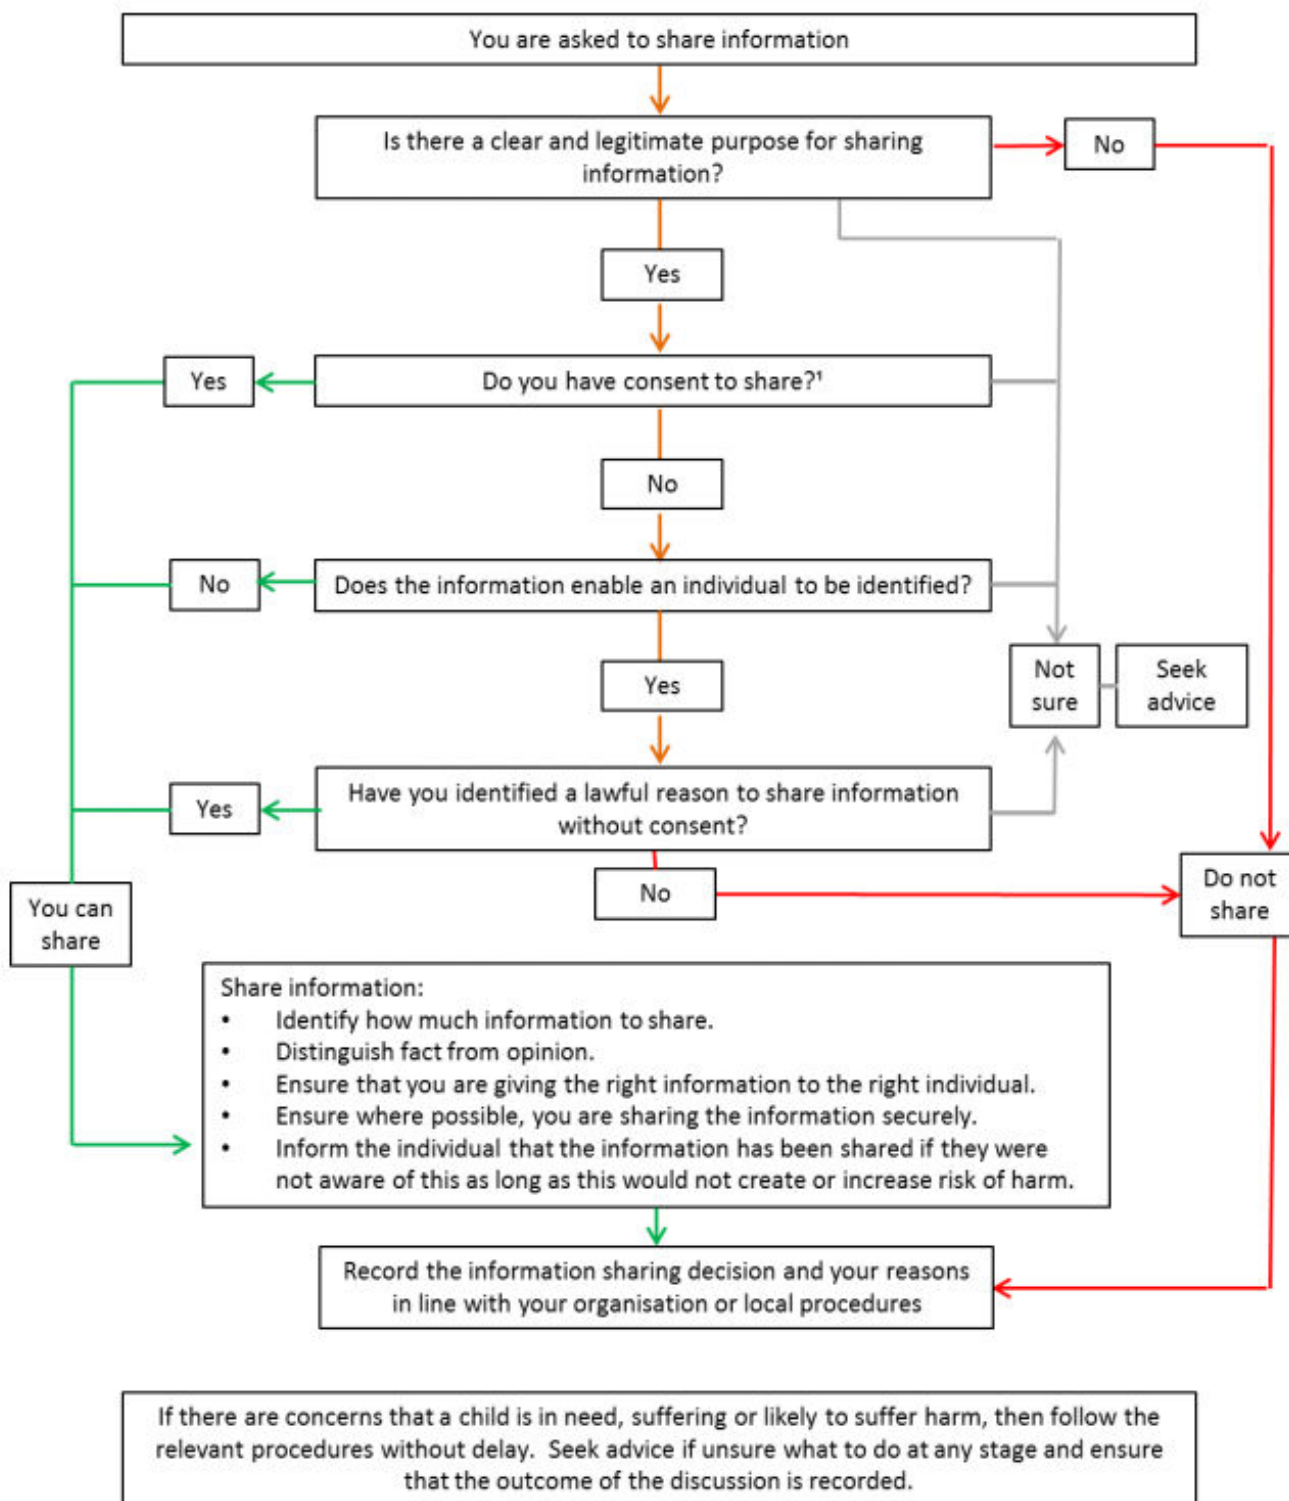 You are asked to share information
Is there a clear and legitimate purpose for sharing
information?
No
Yes
Yes
Do you have consent to share?¹
No
No
Does the information enable an individual to be identified?
Yes
Not
sure
Seek
advice
Yes
Have you identified a lawful reason to share information
without consent?
No
Do not
share
You can
share
Share information:
• Identify how much information to share.
• Distinguish fact from opinion.
• Ensure that you are giving the right information to the right individual.
• Ensure where possible, you are sharing the information securely.
• Inform the individual that the information has been shared if they were
not aware of this as long as this would not create or increase risk of harm.
Record the information sharing decision and your reasons
in line with your organisation or local procedures
If there are concerns that a child is in need, suffering or likely to suffer harm, then follow the
relevant procedures without delay.  Seek advice if unsure what to do at any stage and ensure
that the outcome of the discussion is recorded.